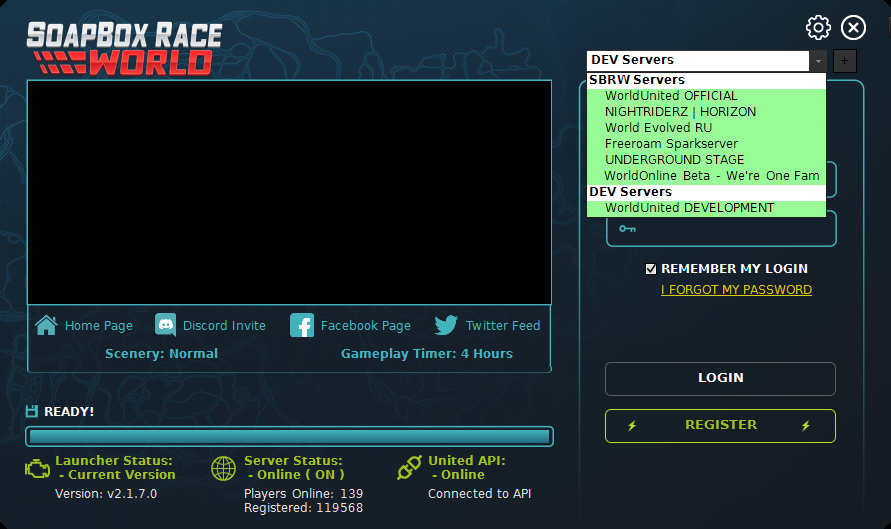 SOAPBOX RACE
WORLD
DEV Servers
+
SBRW Servers
WorldUnited OFFICIAL
NIGHTRIDERZ | HORIZON
World Evolved RU
Freeroam Sparkserver
UNDERGROUND STAGE
WorldOnline Beta - We're One Fam
DEV Servers
WorldUnited DEVELOPMENT
REMEMBER MY LOGIN
I FORGOT MY PASSWORD
Home Page
Discord Invite
Facebook Page
Twitter Feed
Scenery: Normal
Gameplay Timer: 4 Hours
LOGIN
REGISTER
READY!
Launcher Status:
- Current Version
Version: v2.1.7.0
Server Status:
- Online ( ON )
Players Online: 139
Registered: 119568
United API:
- Online
Connected to API